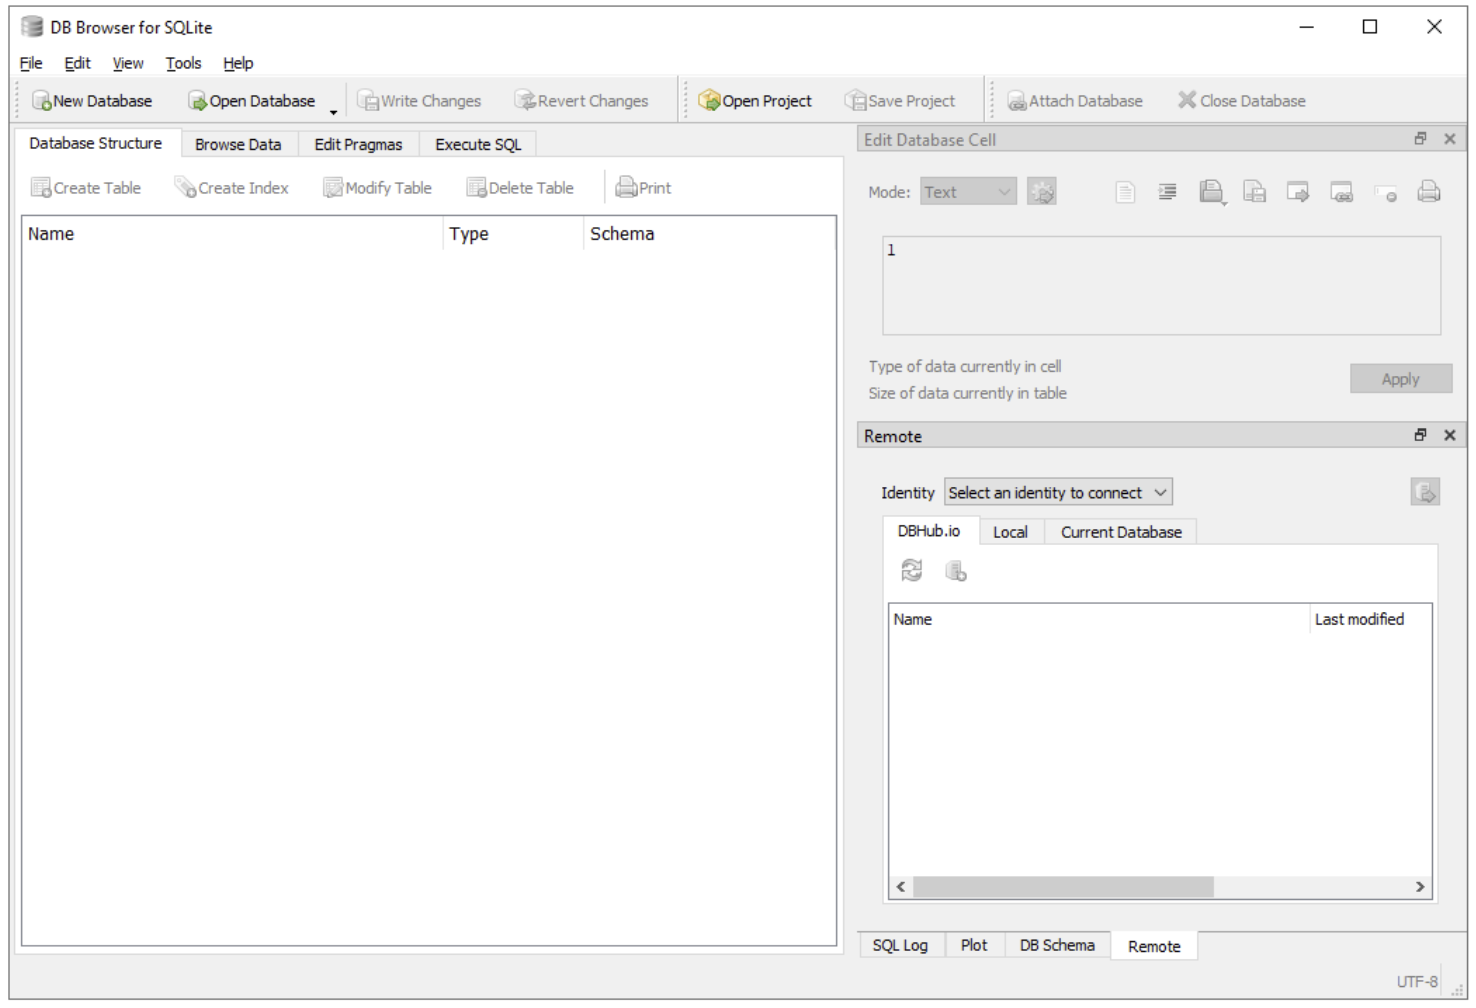 DB Browser for SQLite
File Edit View Tools Help
New Database Open Database Write Changes Revert Changes Open Project Save Project Attach Database Close Database
Database Structure Browse Data Edit Pragmas Execute SQL
Create Table Create Index Modify Table Delete Table Print
Name Type Schema
Edit Database Cell
Mode: Text
1
Type of data currently in cell
Size of data currently in table
Apply
Remote
Identity Select an identity to connect
DBHub.io Local Current Database
Name Last modified
SQL Log Plot DB Schema Remote
UTF-8